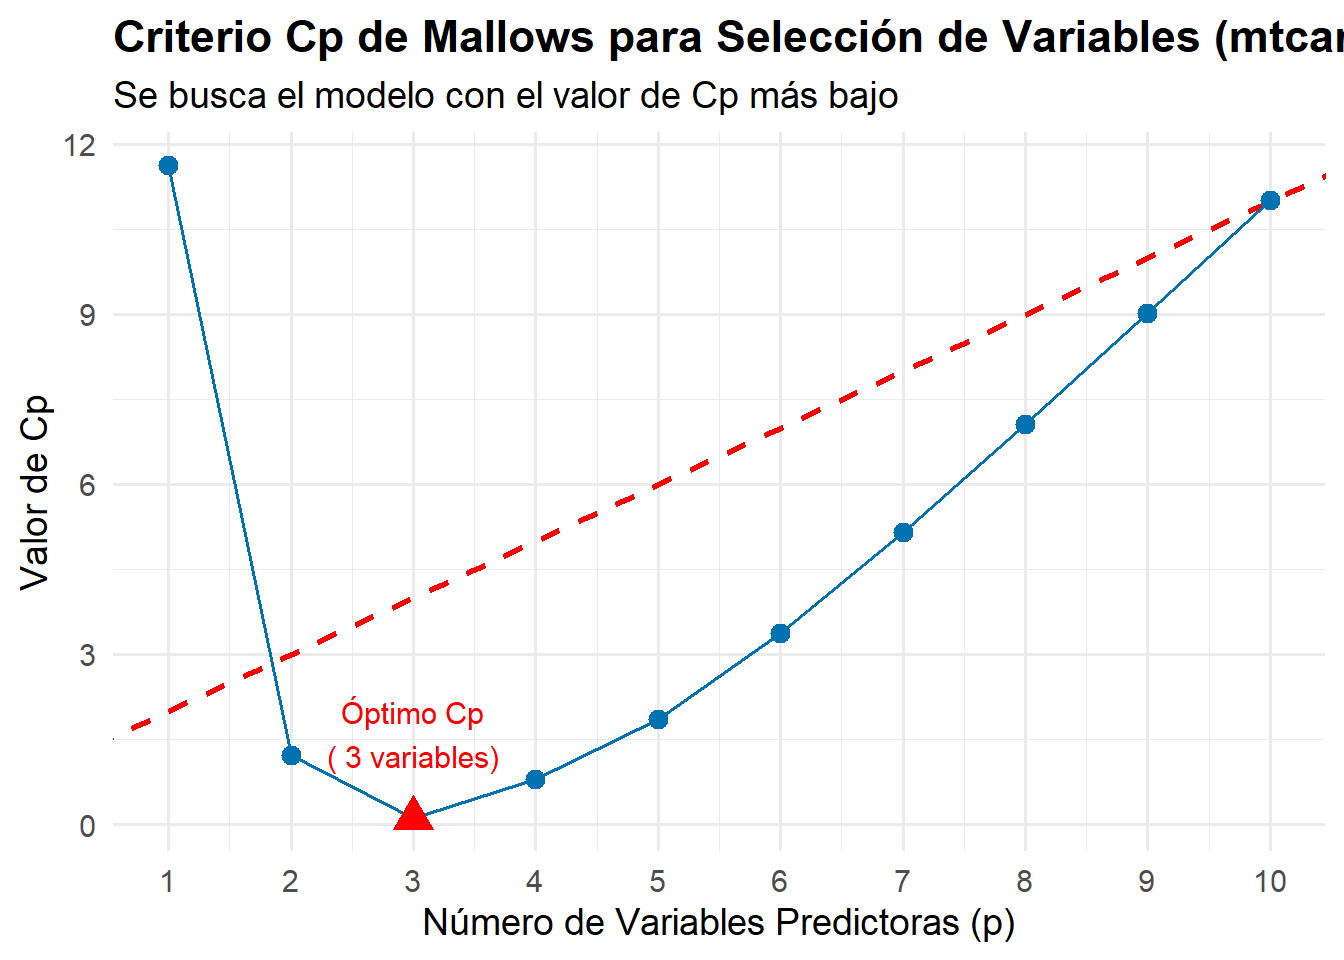 Criterio Cp de Mallows para Selección de Variables (mtcar
Se busca el modelo con el valor de Cp más bajo
12
9
6
3
0
Valor de Cp
Óptimo Cp
( 3 variables)
1 2 3 4 5 6 7 8 9 10
Número de Variables Predictoras (p)